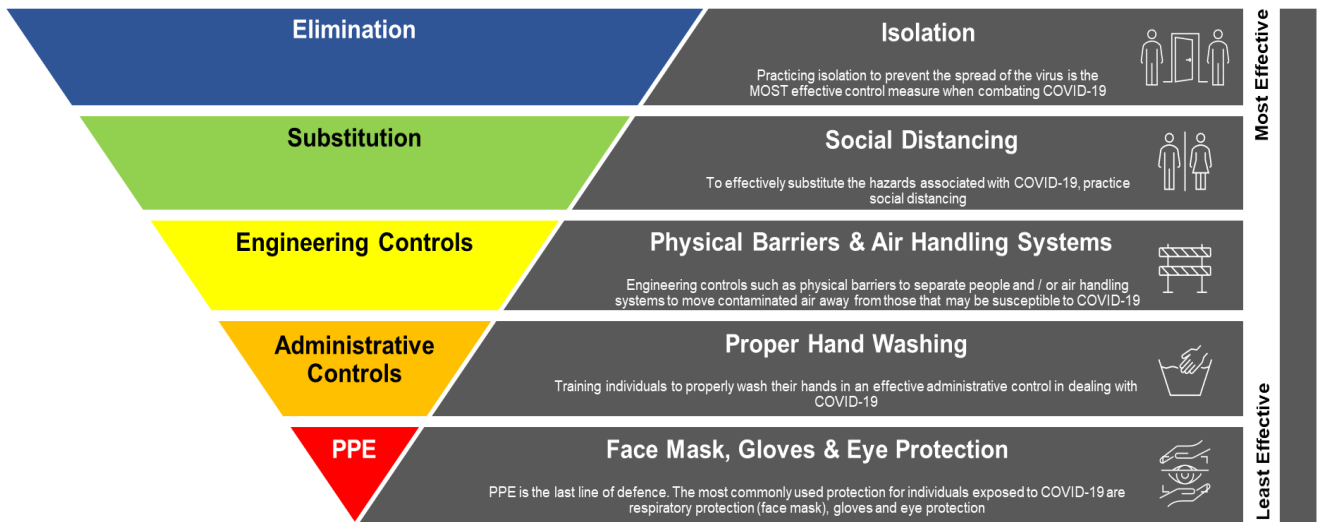 Elimination
Isolation
Practicing isolation to prevent the spread of the virus is the
MOST effective control measure when combating COVID-19
Most Effective
Substitution
Social Distancing
To effectively substitute the hazards associated with COVID-19, practice
social distancing
Engineering Controls
Physical Barriers & Air Handling Systems
Engineering controls such as physical barriers to separate people and / or air handling
systems to move contaminated air away from those that may be susceptible to COVID-19
Administrative
Controls
Proper Hand Washing
Training individuals to properly wash their hands in an effective administrative control in dealing with
COVID-19
PPE
Face Mask, Gloves & Eye Protection
PPE is the last line of defence. The most commonly used protection for individuals exposed to COVID-19 are
respiratory protection (face mask), gloves and eye protection
Least Effective